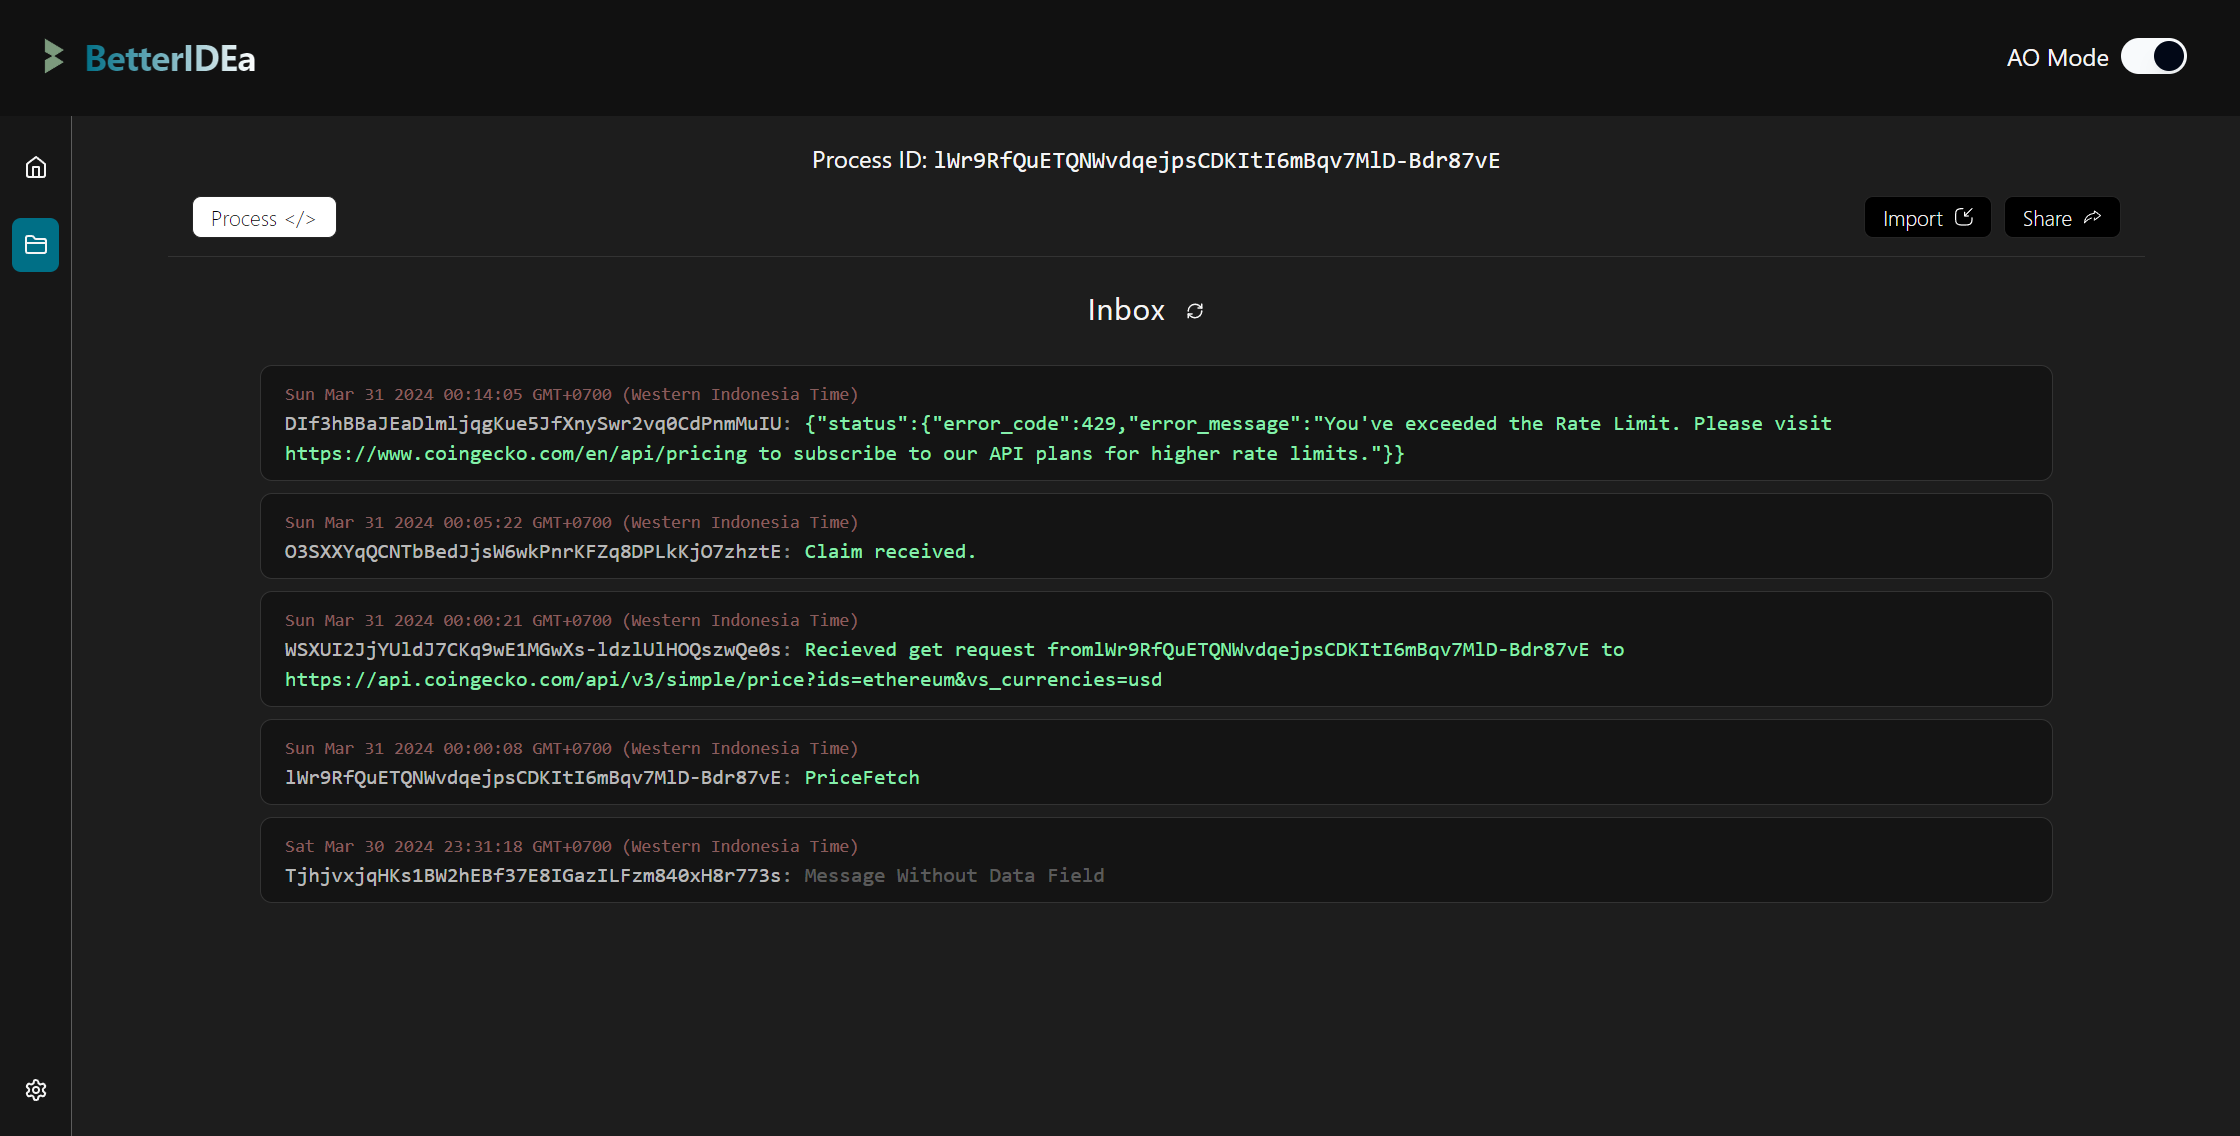 BetterIDEa
AO Mode
Process ID: lWr9RfQuETQNWvdqejpsCDKItI6mBqv7MlD-Bdr87vE
Process </>
Import
Share
Inbox
Sun Mar 31 2024 00:14:05 GMT+0700 (Western Indonesia Time)
DIf3hBBaJEaDlmljqgKue5JfXnySwr2vq0CdPnmMuIU: {"status":{"error_code":429,"error_message":"You've exceeded the Rate Limit. Please visit
https://www.coingecko.com/en/api/pricing to subscribe to our API plans for higher rate limits."}}
Sun Mar 31 2024 00:05:22 GMT+0700 (Western Indonesia Time)
O3SXXYqQCNTbBedJjsW6wkPnrKFZq8DPLkKjO7zhztE: Claim received.
Sun Mar 31 2024 00:00:21 GMT+0700 (Western Indonesia Time)
WSXUI2JjYUldJ7CKq9wE1MGwXs-ldzlUlHOQszwQe0s: Recieved get request fromlWr9RfQuETQNWvdqejpsCDKItI6mBqv7MlD-Bdr87vE to
https://api.coingecko.com/api/v3/simple/price?ids=ethereum&vs_currencies=usd
Sun Mar 31 2024 00:00:08 GMT+0700 (Western Indonesia Time)
lWr9RfQuETQNWvdqejpsCDKItI6mBqv7MlD-Bdr87vE: PriceFetch
Sat Mar 30 2024 23:31:18 GMT+0700 (Western Indonesia Time)
TjhjvxjqHKs1BW2hEBf37E8IGazILFzm840xH8r773s: Message Without Data Field